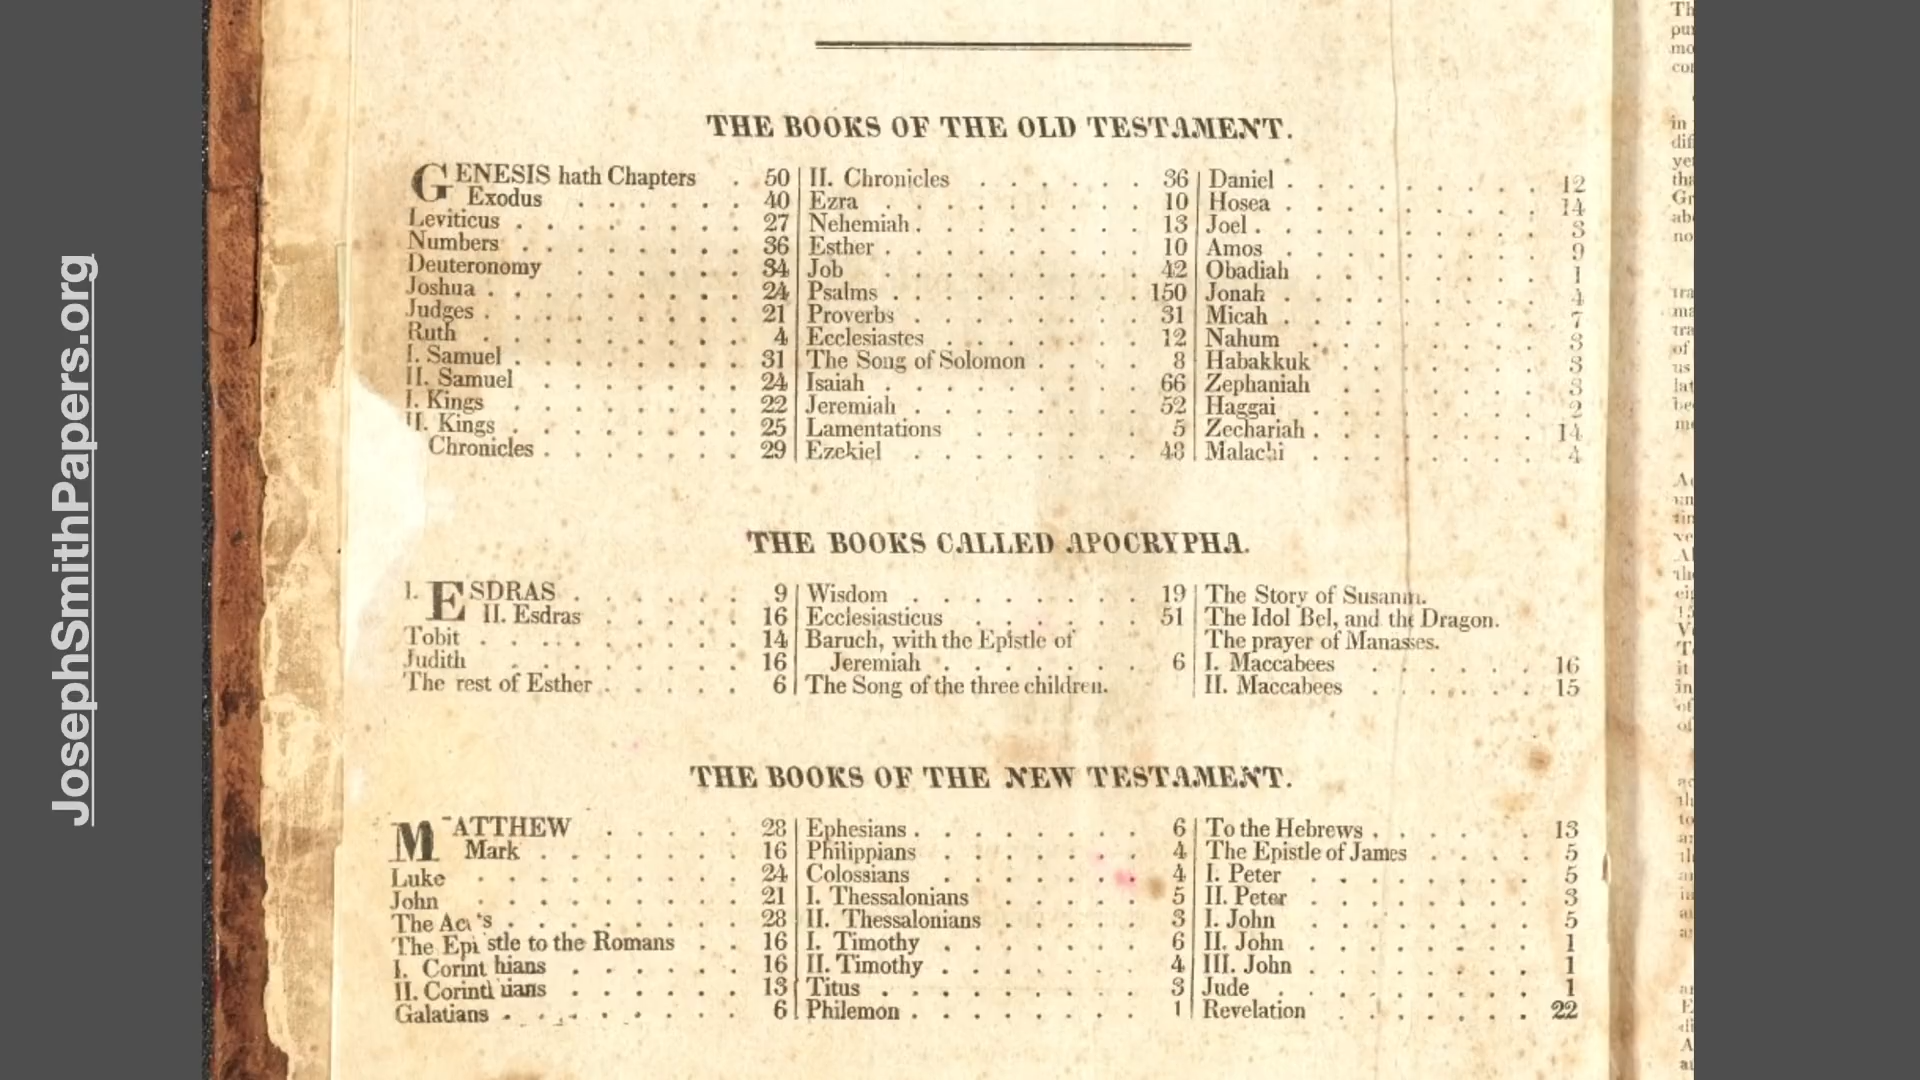 JosephSmithPapers.org
THE BOOKS OF THE OLD TESTAMENT.
GENESIS hath Chapters 50
Exodus 40
Leviticus 27
Numbers 36
Deuteronomy 34
Joshua 24
Judges 21
Ruth 4
I. Samuel 31
II. Samuel 24
I. Kings 22
II. Kings 25
Chronicles 29
II. Chronicles 36
Ezra 10
Nehemiah 13
Esther 10
Job 42
Psalms 150
Proverbs 31
Ecclesiastes 12
The Song of Solomon 8
Isaiah 66
Jeremiah 52
Lamentations 5
Ezekiel 48
Daniel 12
Hosea 14
Joel 3
Amos 9
Obadiah 1
Jonah 4
Micah 7
Nahum 3
Habakkuk 3
Zephaniah 3
Haggai 2
Zechariah 14
Malachi 4
THE BOOKS CALLED APOCRYPHA.
I. ESDRAS 9
II. Esdras 16
Tobit 14
Judith 16
The rest of Esther 6
Wisdom 19
Ecclesiasticus 51
Baruch, with the Epistle of
Jeremiah 6
The Song of the three children.
The Story of Susanna.
The Idol Bel, and the Dragon.
The prayer of Manasses.
I. Maccabees 16
II. Maccabees 15
THE BOOKS OF THE NEW TESTAMENT.
MATTHEW 28
Mark 16
Luke 24
John 21
The Acts 28
The Epistle to the Romans 16
I. Corinthians 16
II. Corinthians 13
Galatians 6
Ephesians 6
Philippians 4
Colossians 4
I. Thessalonians 5
II. Thessalonians 3
I. Timothy 6
II. Timothy 4
Titus 3
Philemon 1
To the Hebrews 13
The Epistle of James 5
I. Peter 5
II. Peter 3
I. John 5
II. John 1
III. John 1
Jude 1
Revelation 22